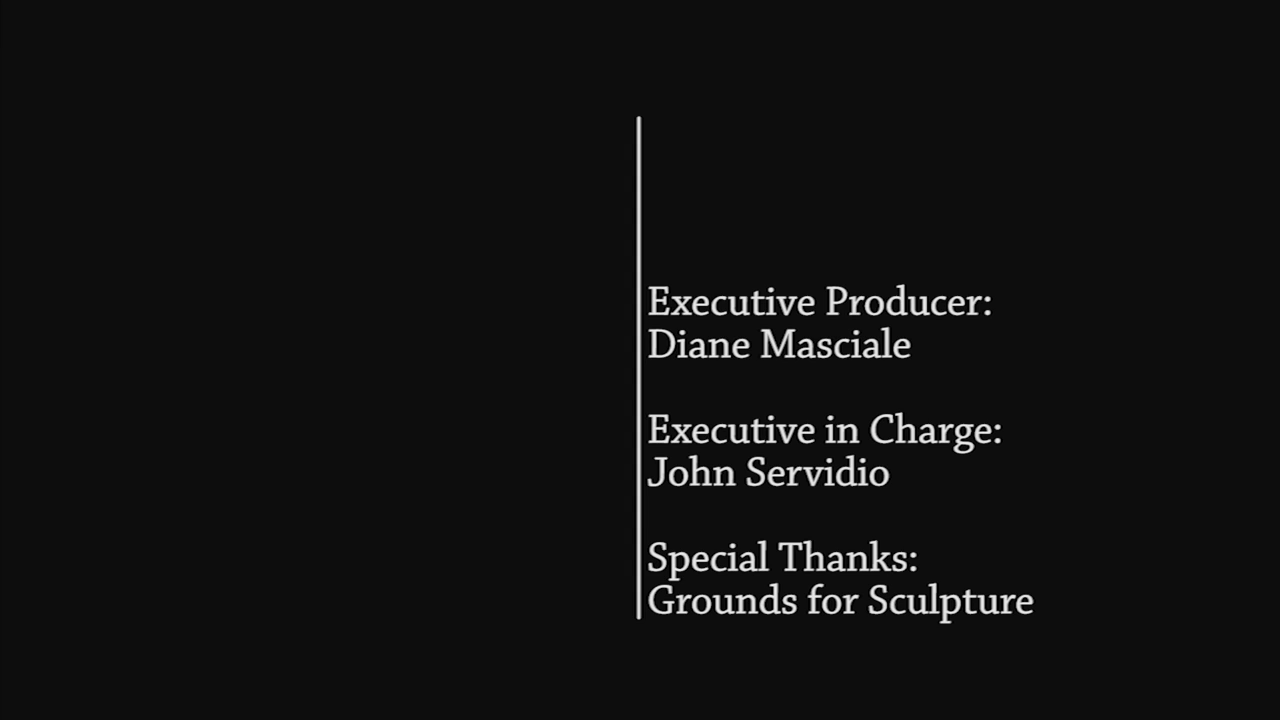 Executive Producer:
Diane Masciale
Executive in Charge:
John Servidio
Special Thanks:
Grounds for Sculpture